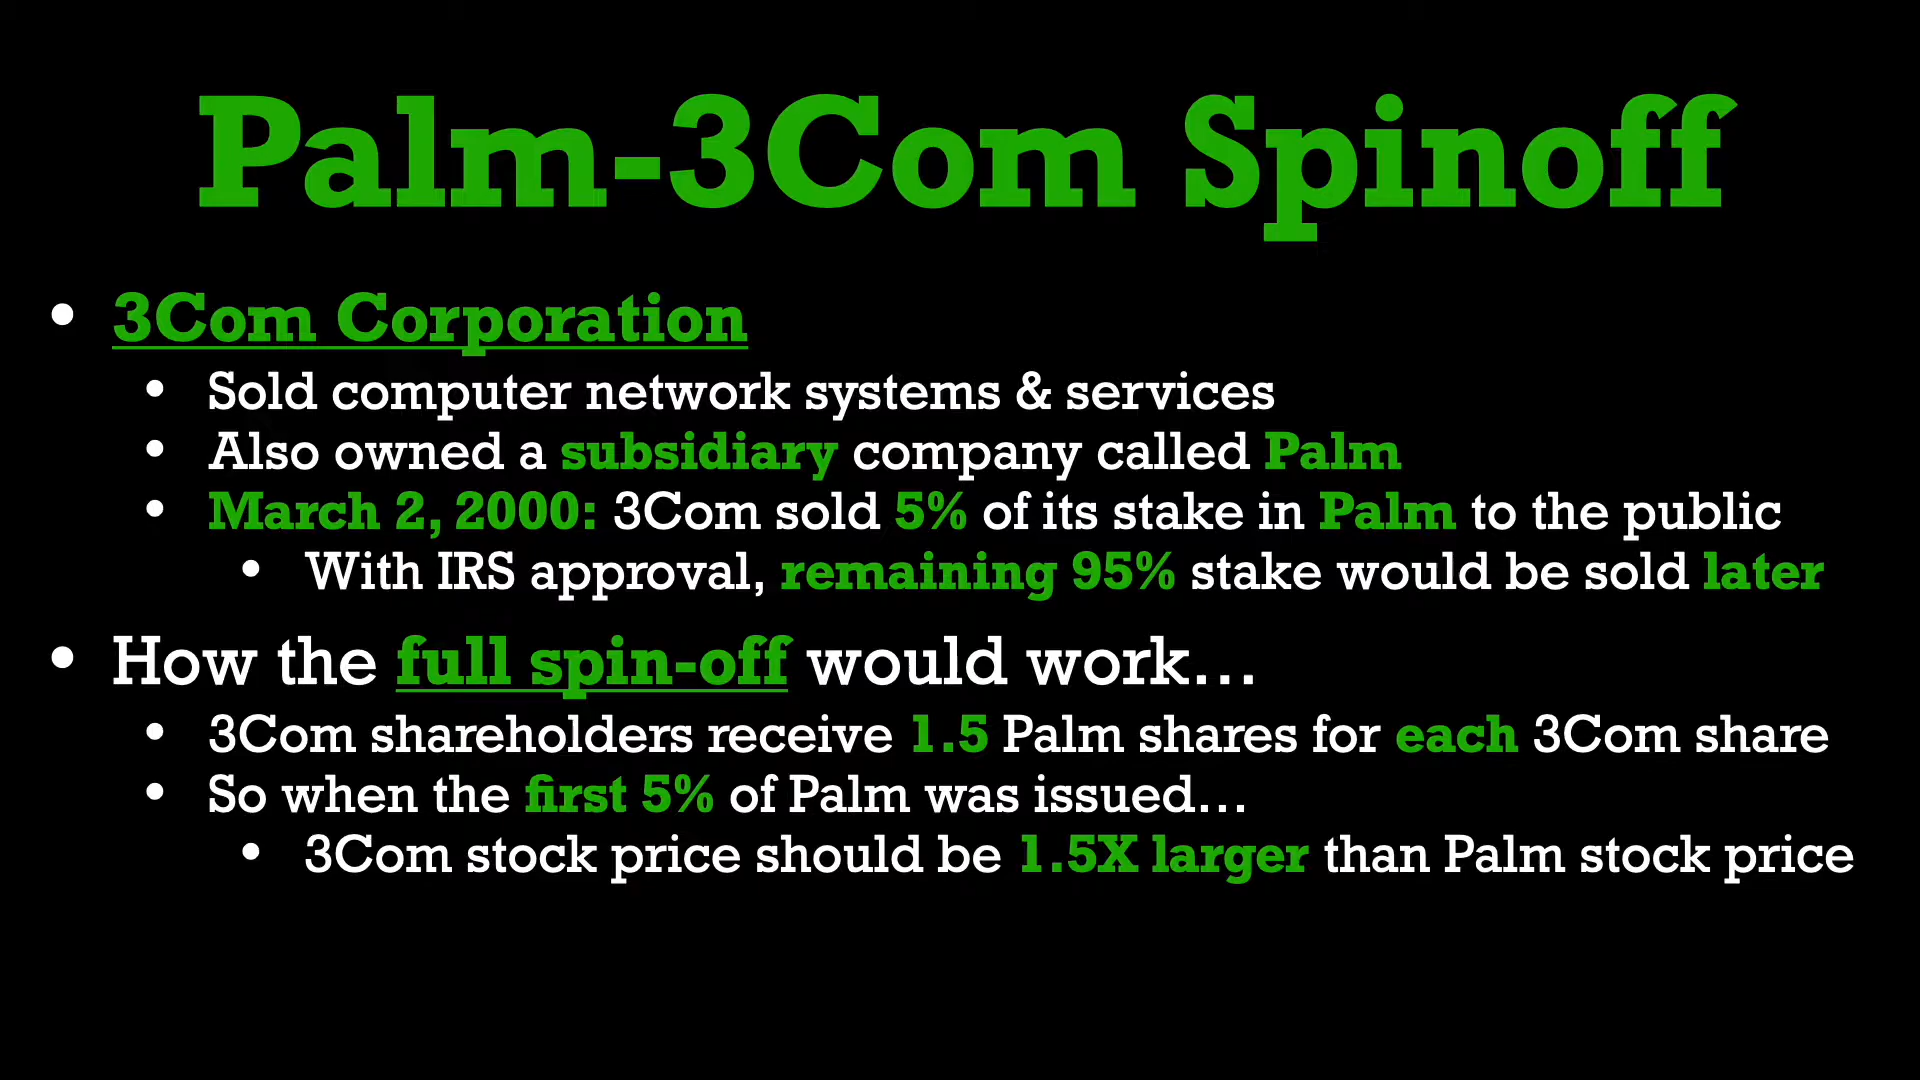 Palm-3Com Spinoff
• 3Com Corporation
• Sold computer network systems & services
• Also owned a subsidiary company called Palm
• March 2, 2000: 3Com sold 5% of its stake in Palm to the public
• With IRS approval, remaining 95% stake would be sold later
• How the full spin-off would work...
• 3Com shareholders receive 1.5 Palm shares for each 3Com share
• So when the first 5% of Palm was issued...
• 3Com stock price should be 1.5X larger than Palm stock price